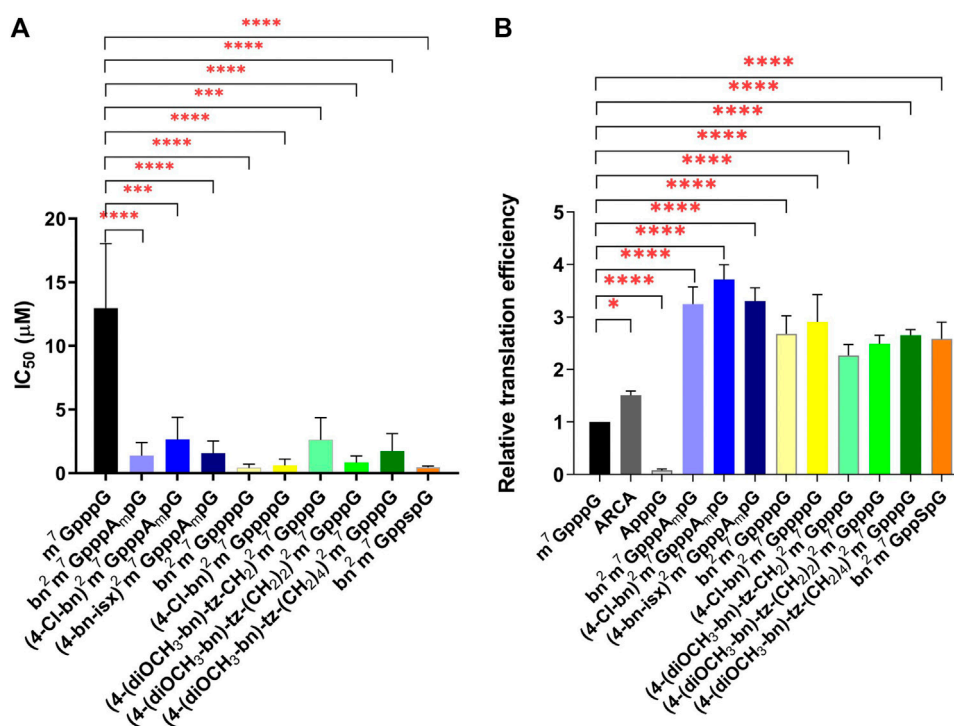 A
****
****
****
***
****
****
****
***
****
20
15
10
5
0
IC₅₀ (µM)
m⁷GpppG
bn²m⁷GpppAₘpG
(4-Cl-bn)²m⁷GpppAₘpG
(4-bn-isx)²m⁷GpppAₘpG
bn²m⁷GpppG
(4-Cl-bn)²m⁷GpppG
(4-(diOCH₃-bn)-tz-CH₂)²m⁷GpppG
(4-(diOCH₃-bn)-tz-(CH₂)₂)²m⁷GpppG
(4-(diOCH₃-bn)-tz-(CH₂)₄)²m⁷GpppG
bn²m⁷GppspG
B
****
****
****
****
****
****
****
****
****
****
*
5
4
3
2
1
0
Relative translation efficiency
m⁷GpppG
ARCA
ApppG
bn²m⁷GpppAₘpG
(4-Cl-bn)²m⁷GpppAₘpG
(4-bn-isx)²m⁷GpppAₘpG
bn²m⁷GpppG
(4-Cl-bn)²m⁷GpppG
(4-(diOCH₃-bn)-tz-CH₂)²m⁷GpppG
(4-(diOCH₃-bn)-tz-(CH₂)₂)²m⁷GpppG
(4-(diOCH₃-bn)-tz-(CH₂)₄)²m⁷GpppG
bn²m⁷GppSpG